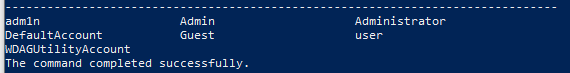 -------------------------------------------------------------------------------
adm1n                    Admin                    Administrator
DefaultAccount           Guest                    user
WDAGUtilityAccount
The command completed successfully.